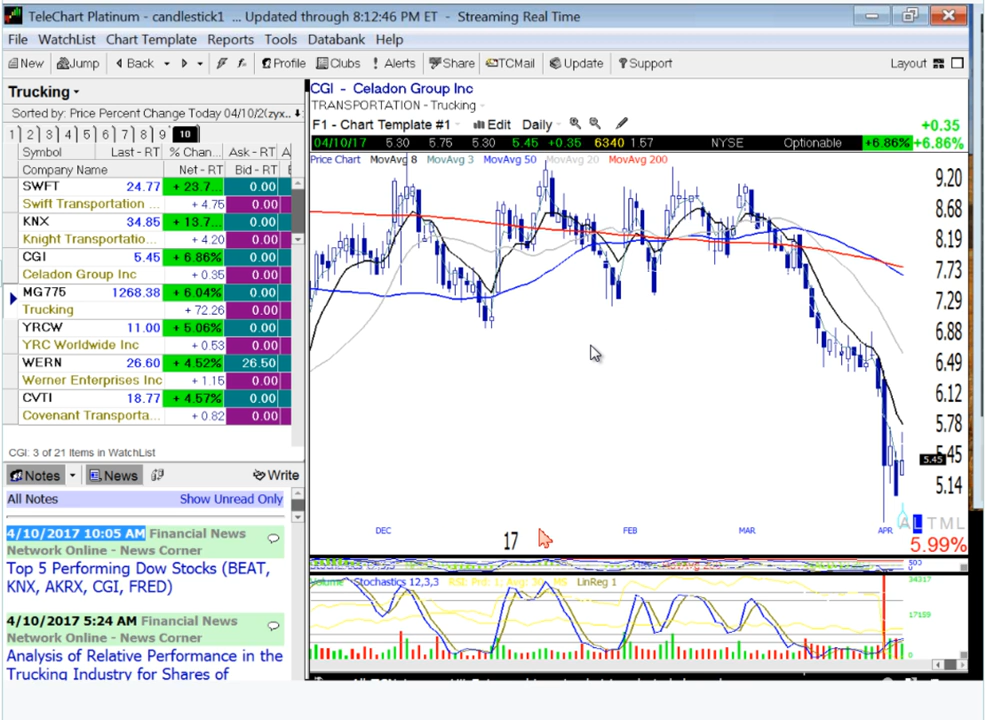 TeleChart Platinum - candlestick1 ... Updated through 8:12:46 PM ET - Streaming Real Time
File WatchList Chart Template Reports Tools Databank Help
New Jump Back Profile Clubs ! Alerts Share TCMail Update Support Layout
Trucking
Sorted by: Price Percent Change Today 04/10/2(zyx...
1 2 3 4 5 6 7 8 9 10
Symbol Last - RT % Chan... Ask - RT A
Company Name Net - RT Bid - RT
SWFT 24.77 + 23.7... 0.00
Swift Transportation ... + 4.75 0.00
KNX 34.85 + 13.7... 0.00
Knight Transportatio... + 4.20 0.00
CGI 5.45 + 6.86% 0.00
Celadon Group Inc + 0.35 0.00
MG775 1268.38 + 6.04% 0.00
Trucking + 72.26 0.00
YRCW 11.00 + 5.06% 0.00
YRC Worldwide Inc + 0.53 0.00
WERN 26.60 + 4.52% 26.50
Werner Enterprises Inc + 1.15 0.00
CVTI 18.77 + 4.57% 0.00
Covenant Transporta... + 0.82 0.00
CGI: 3 of 21 Items in WatchList
Notes News Write
All Notes Show Unread Only
4/10/2017 10:05 AM Financial News
Network Online - News Corner
Top 5 Performing Dow Stocks (BEAT,
KNX, AKRX, CGI, FRED)
4/10/2017 5:24 AM Financial News
Network Online - News Corner
Analysis of Relative Performance in the
Trucking Industry for Shares of
CGI - Celadon Group Inc
TRANSPORTATION - Trucking
F1 - Chart Template #1 Edit Daily
+0.35
04/10/17 5.30 5.75 5.30 5.45 +0.35 6340 1.57 NYSE Optionable +6.86% +6.86%
Price Chart MovAvg 8 MovAvg 3 MovAvg 50 MovAvg 20 MovAvg 200
9.20
8.68
8.19
7.73
7.29
6.88
6.49
6.12
5.78
5.45 5.45
5.14
DEC 17 FEB MAR APR
A L T M L
5.99%
500
0
Volume Stochastics 12,3,3 LinReg 1
34317
17159
0